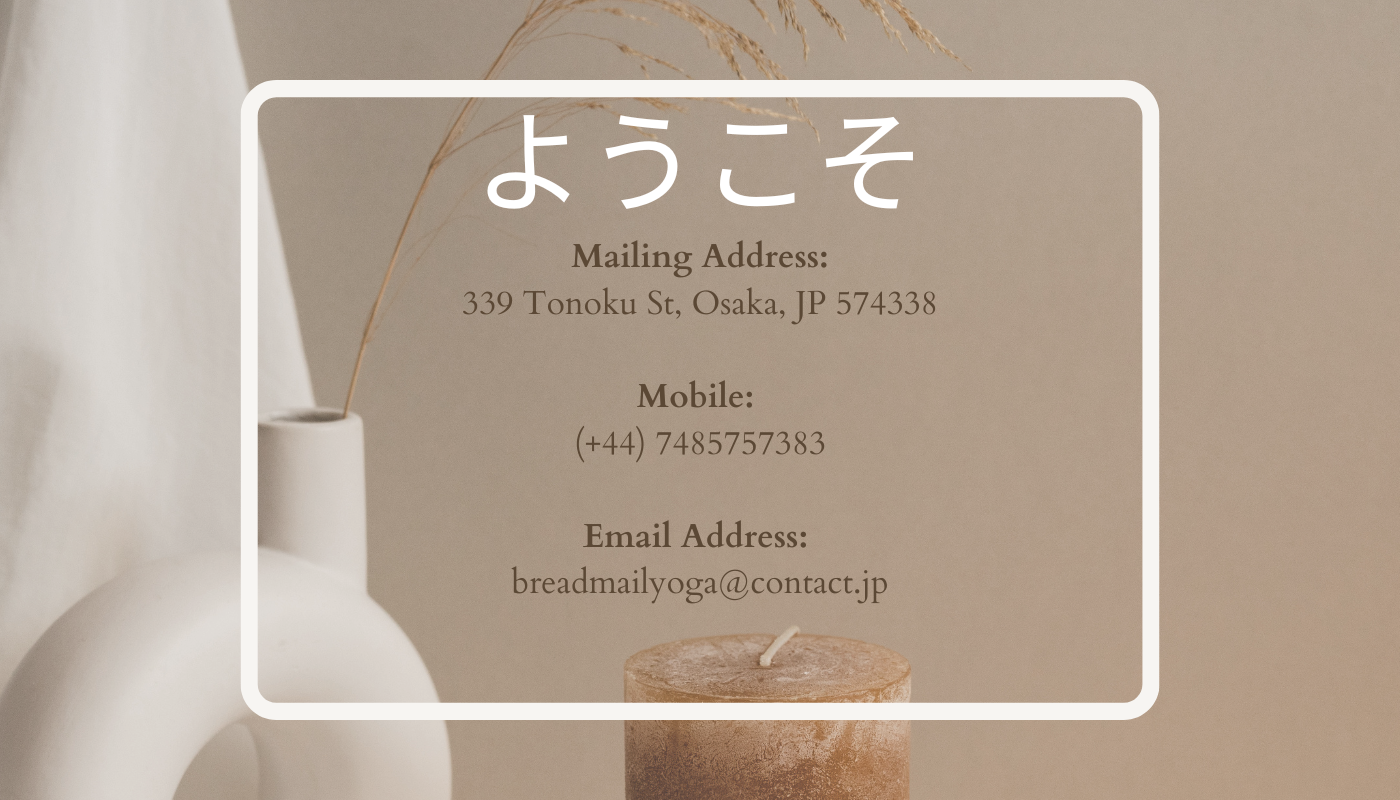 ようこそ
Mailing Address:
339 Tonoku St, Osaka, JP 574338
Mobile:
(+44) 7485757383
Email Address:
breadmailyoga@contact.jp